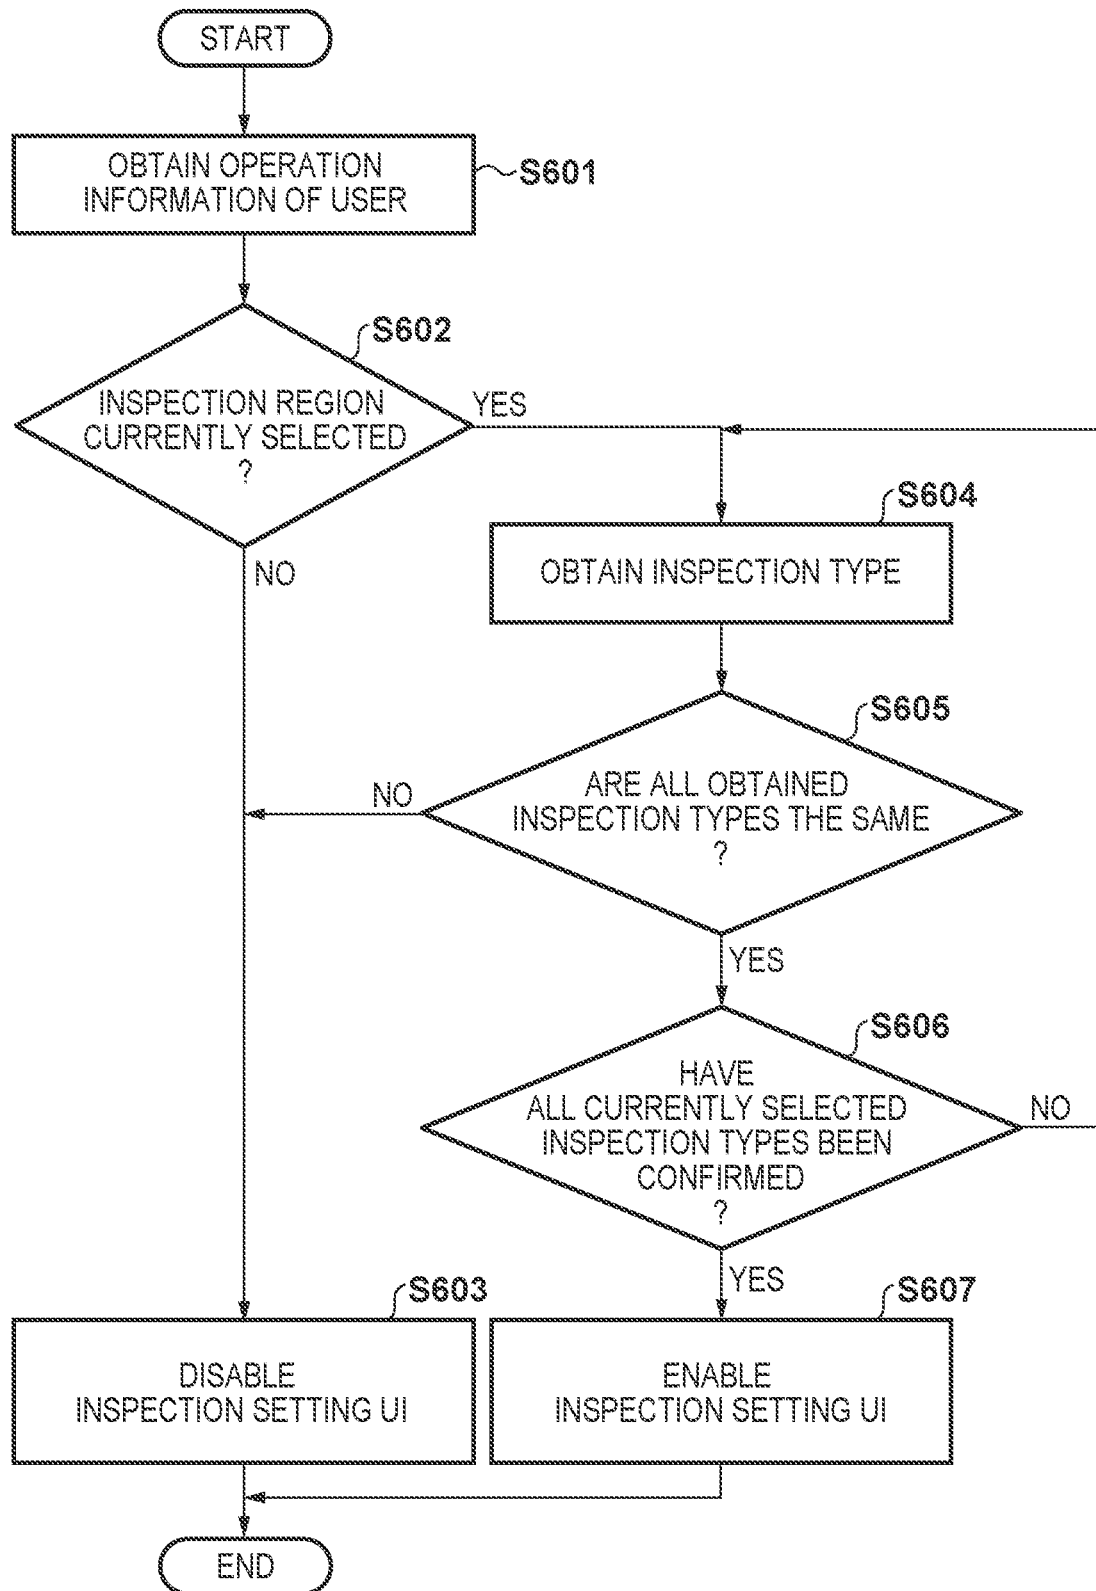 START
OBTAIN OPERATION
INFORMATION OF USER
S601
S602
INSPECTION REGION
CURRENTLY SELECTED
?
YES
NO
S604
OBTAIN INSPECTION TYPE
S605
ARE ALL OBTAINED
INSPECTION TYPES THE SAME
?
NO
YES
S606
HAVE
ALL CURRENTLY SELECTED
INSPECTION TYPES BEEN
CONFIRMED
?
NO
YES
S603
DISABLE
INSPECTION SETTING UI
S607
ENABLE
INSPECTION SETTING UI
END